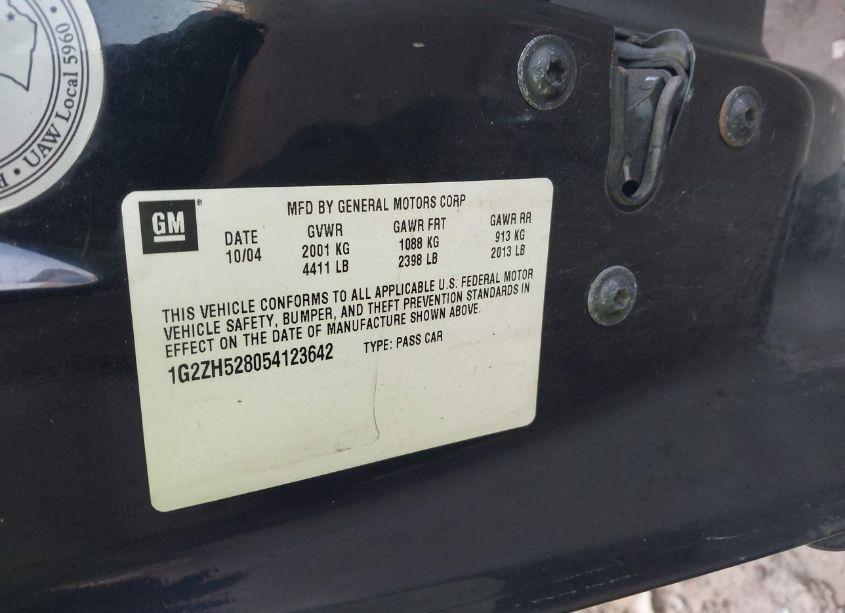 • UAW Local 5960 •
GM
MFD BY GENERAL MOTORS CORP
DATE GVWR GAWR FRT GAWR RR
10/04 2001 KG 1088 KG 913 KG
4411 LB 2398 LB 2013 LB
THIS VEHICLE CONFORMS TO ALL APPLICABLE U.S. FEDERAL MOTOR
VEHICLE SAFETY, BUMPER, AND THEFT PREVENTION STANDARDS IN
EFFECT ON THE DATE OF MANUFACTURE SHOWN ABOVE.
1G2ZH528054123642 TYPE: PASS CAR